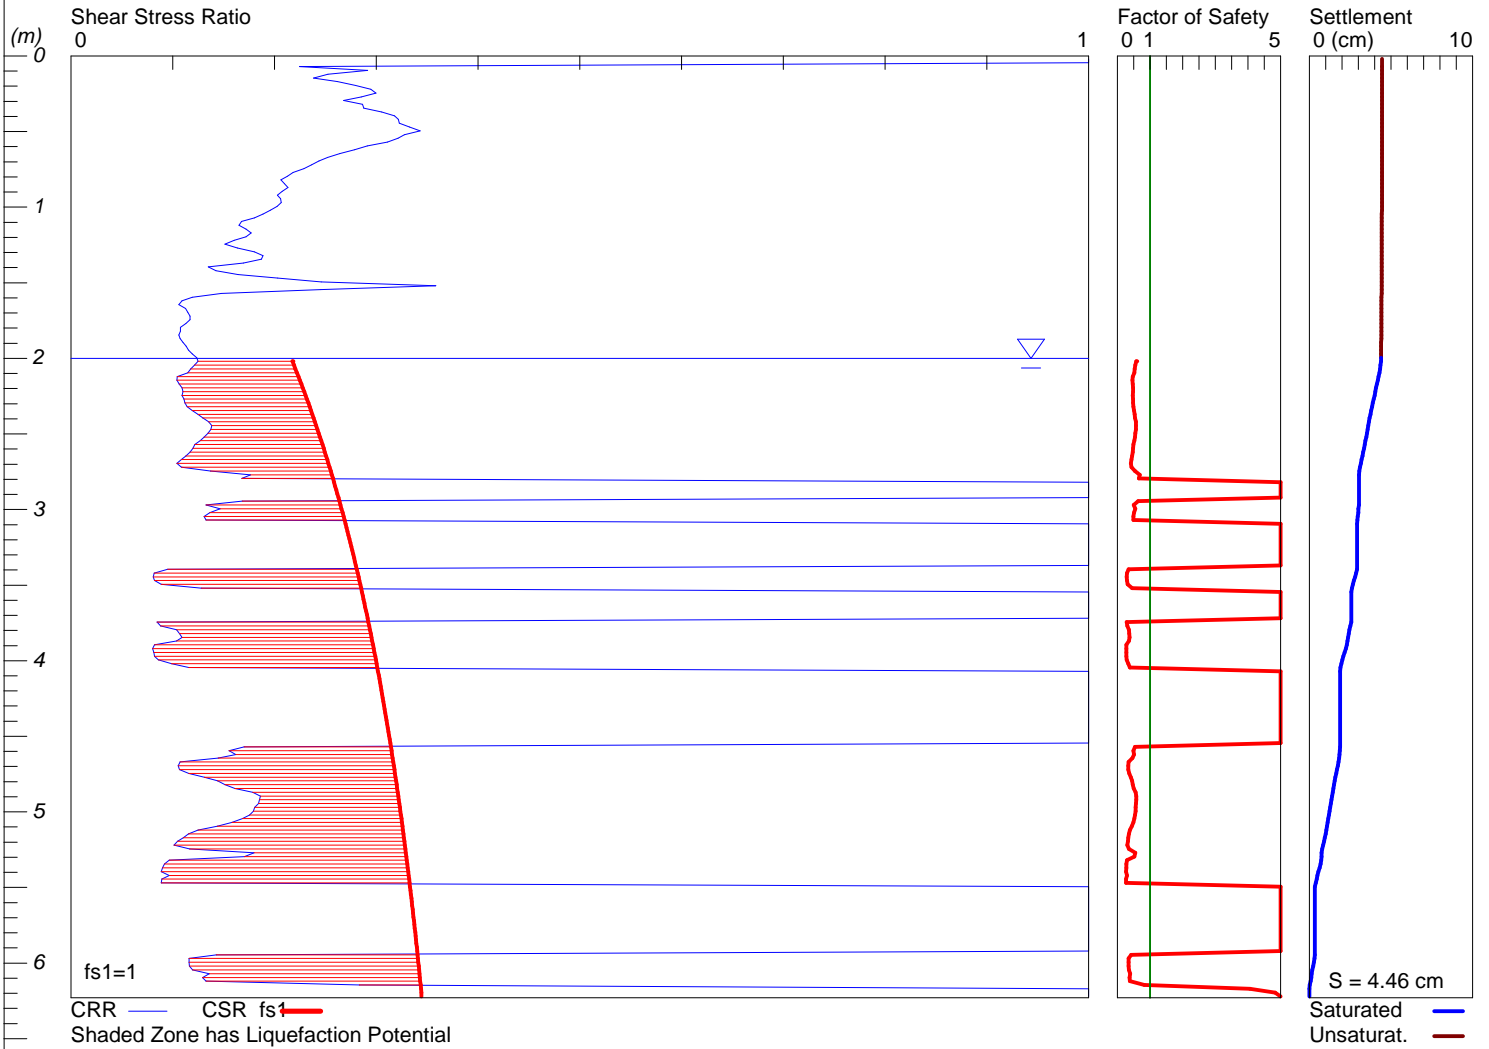 Shear Stress Ratio Factor of Safety Settlement
(m) 0 1 0 1 5 0 (cm) 10
0
1
2
3
4
5
6
fs1=1 S = 4.46 cm
CRR CSR fs1 Saturated
Shaded Zone has Liquefaction Potential Unsaturat.